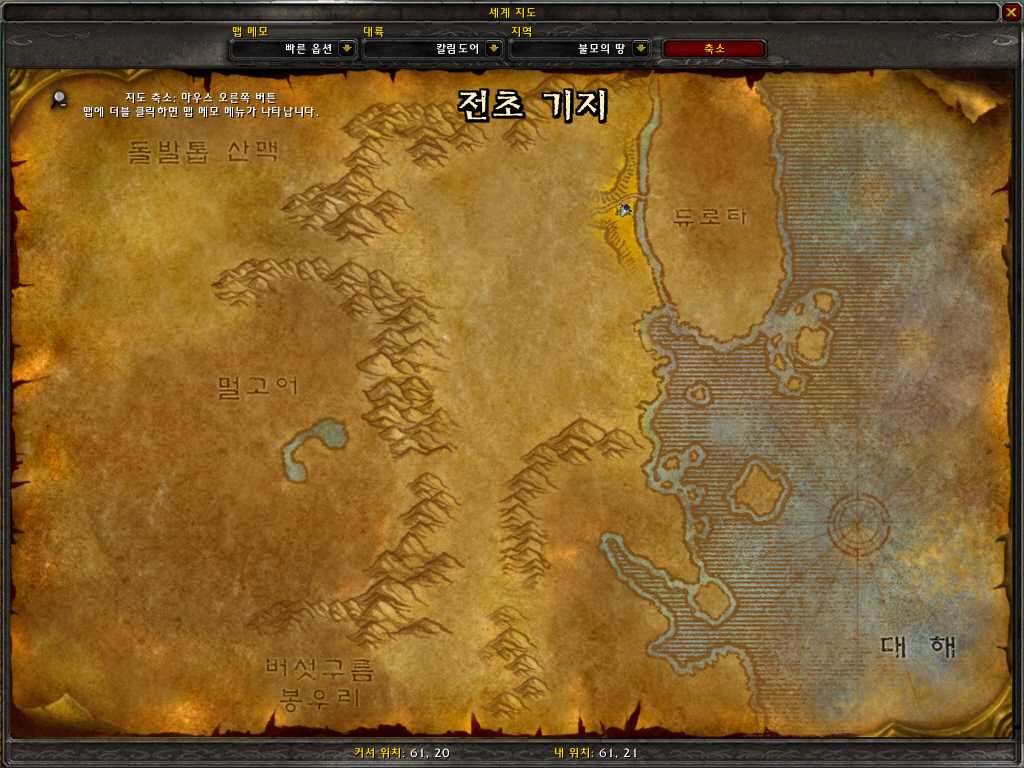 세계 지도
맵 메모
대륙
지역
빠른 옵션
칼림도어
불모의 땅
축소
지도 축소: 마우스 오른쪽 버튼
맵에 더블 클릭하면 맵 메모 메뉴가 나타납니다.
전초 기지
돌발톱 산맥
듀로타
멀고어
대 해
버섯구름
봉우리
커서 위치: 61, 20
내 위치: 61, 21